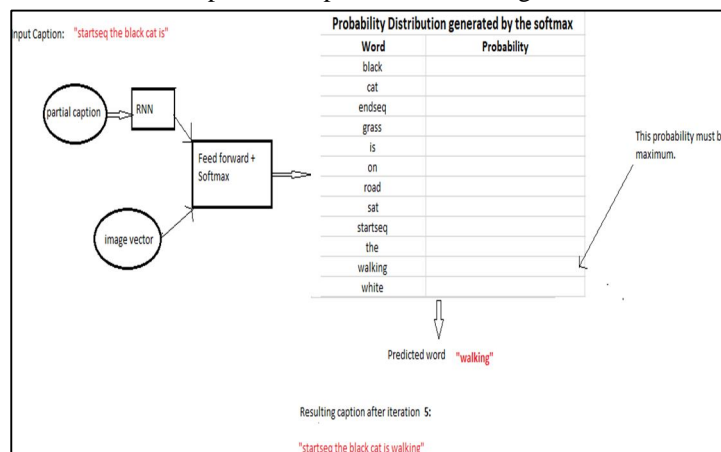 Input Caption: "startseq the black cat is"
Probability Distribution generated by the softmax
Word Probability
black
cat
endseq
grass
is
on
road
sat
startseq
the
walking
white
partial caption
RNN
Feed forward +
Softmax
image vector
This probability must be
maximum.
Predicted word "walking"
Resulting caption after iteration 5:
"startseq the black cat is walking"